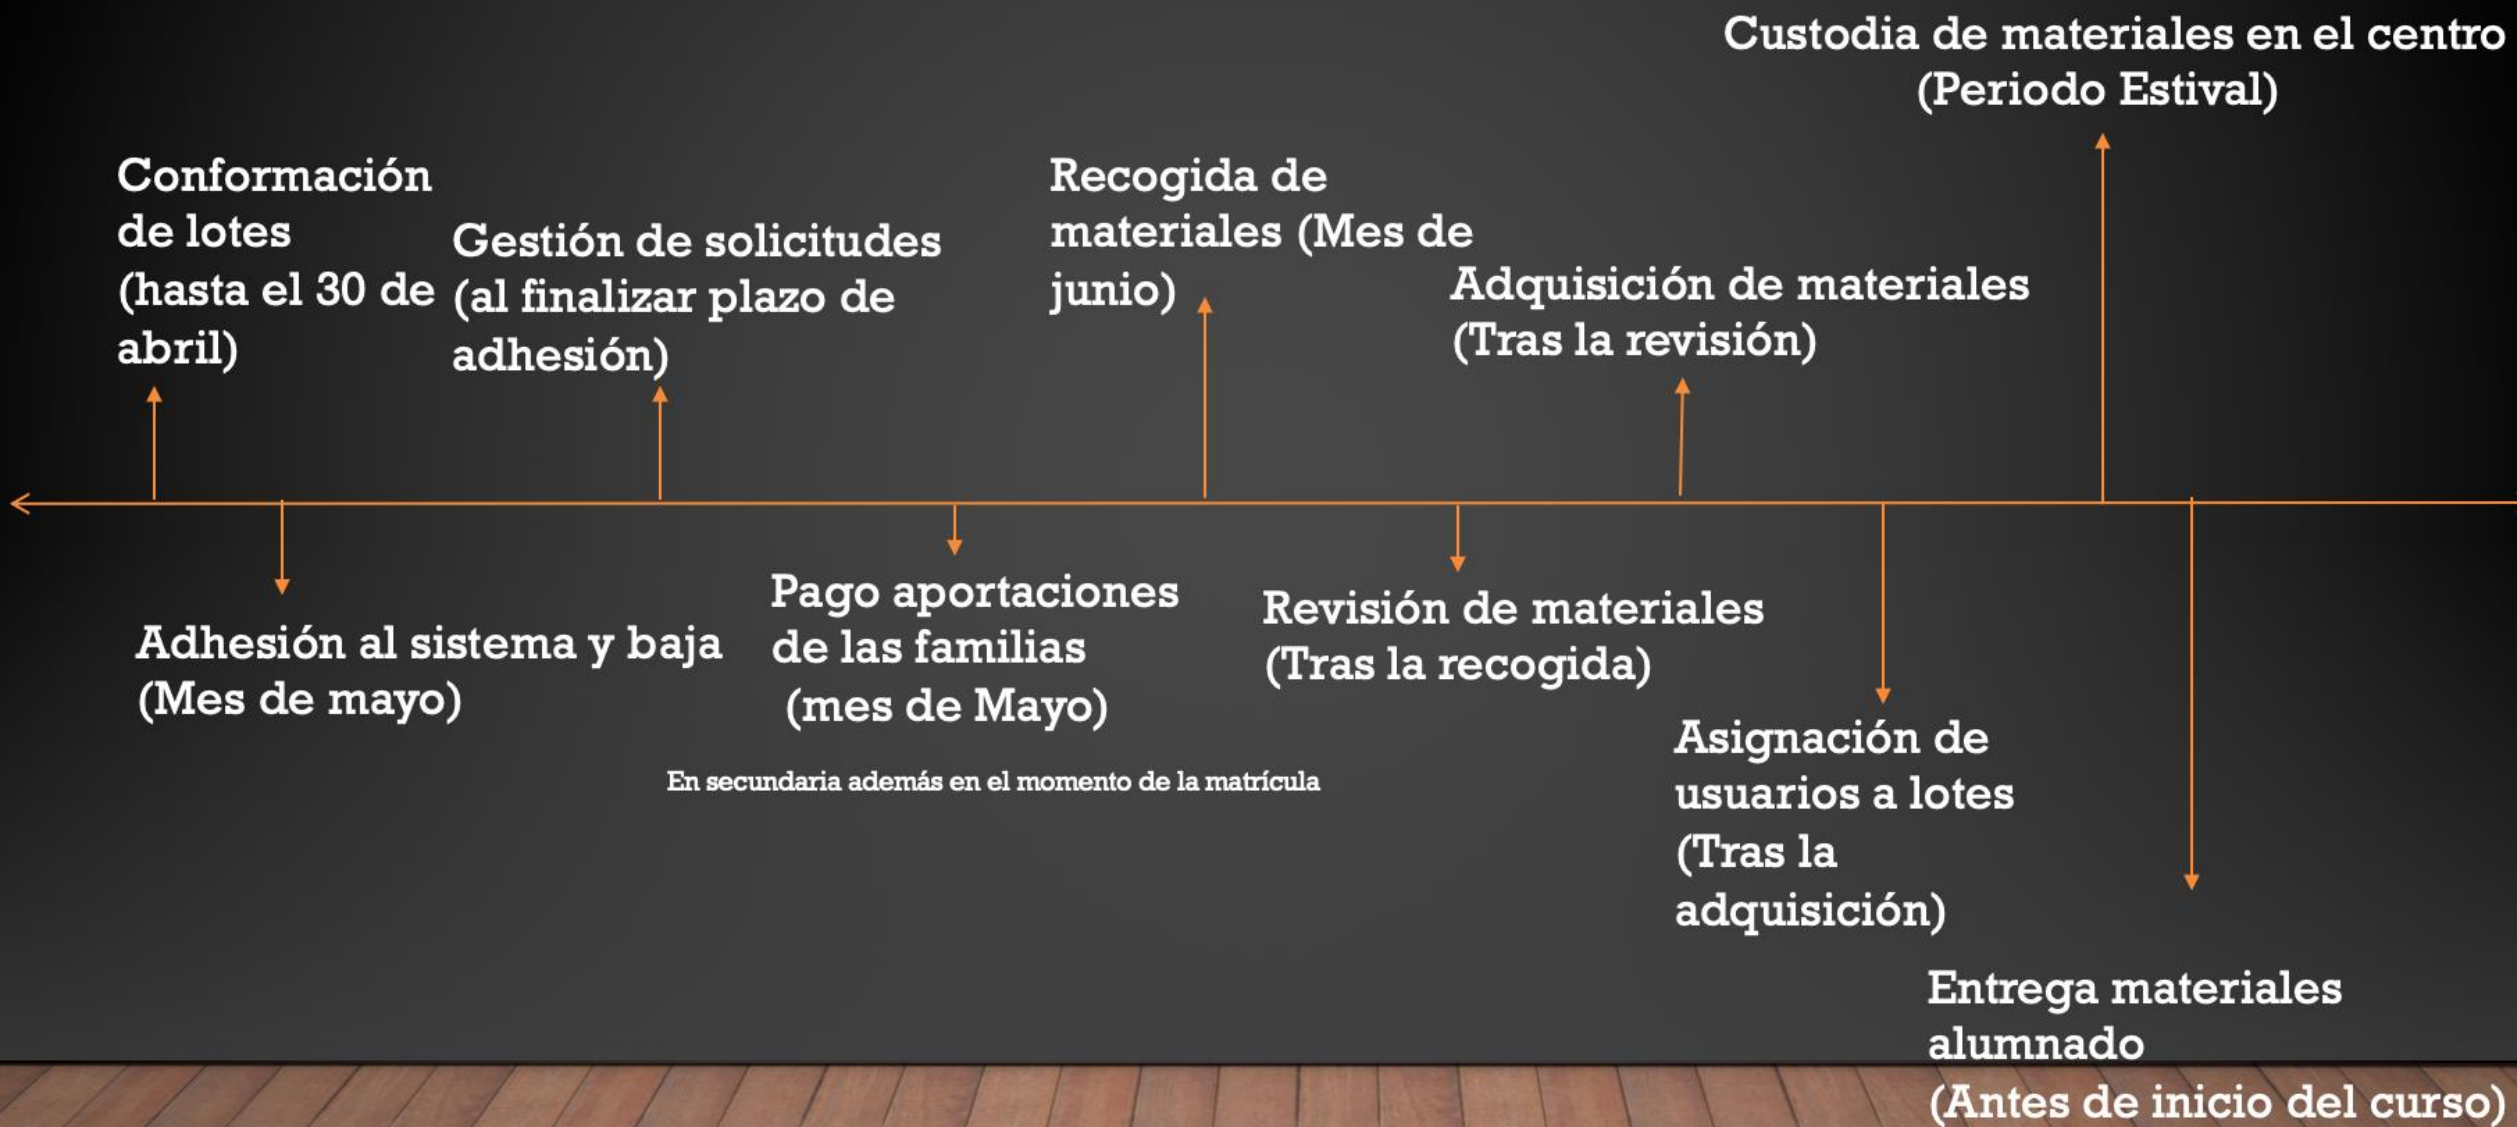 Custodia de materiales en el centro
(Periodo Estival)
Conformación
de lotes
(hasta el 30 de
abril)
Gestión de solicitudes
(al finalizar plazo de
adhesión)
Recogida de
materiales (Mes de
junio)
Adquisición de materiales
(Tras la revisión)
Adhesión al sistema y baja
(Mes de mayo)
Pago aportaciones
de las familias
(mes de Mayo)
En secundaria además en el momento de la matrícula
Revisión de materiales
(Tras la recogida)
Asignación de
usuarios a lotes
(Tras la
adquisición)
Entrega materiales
alumnado
(Antes de inicio del curso)